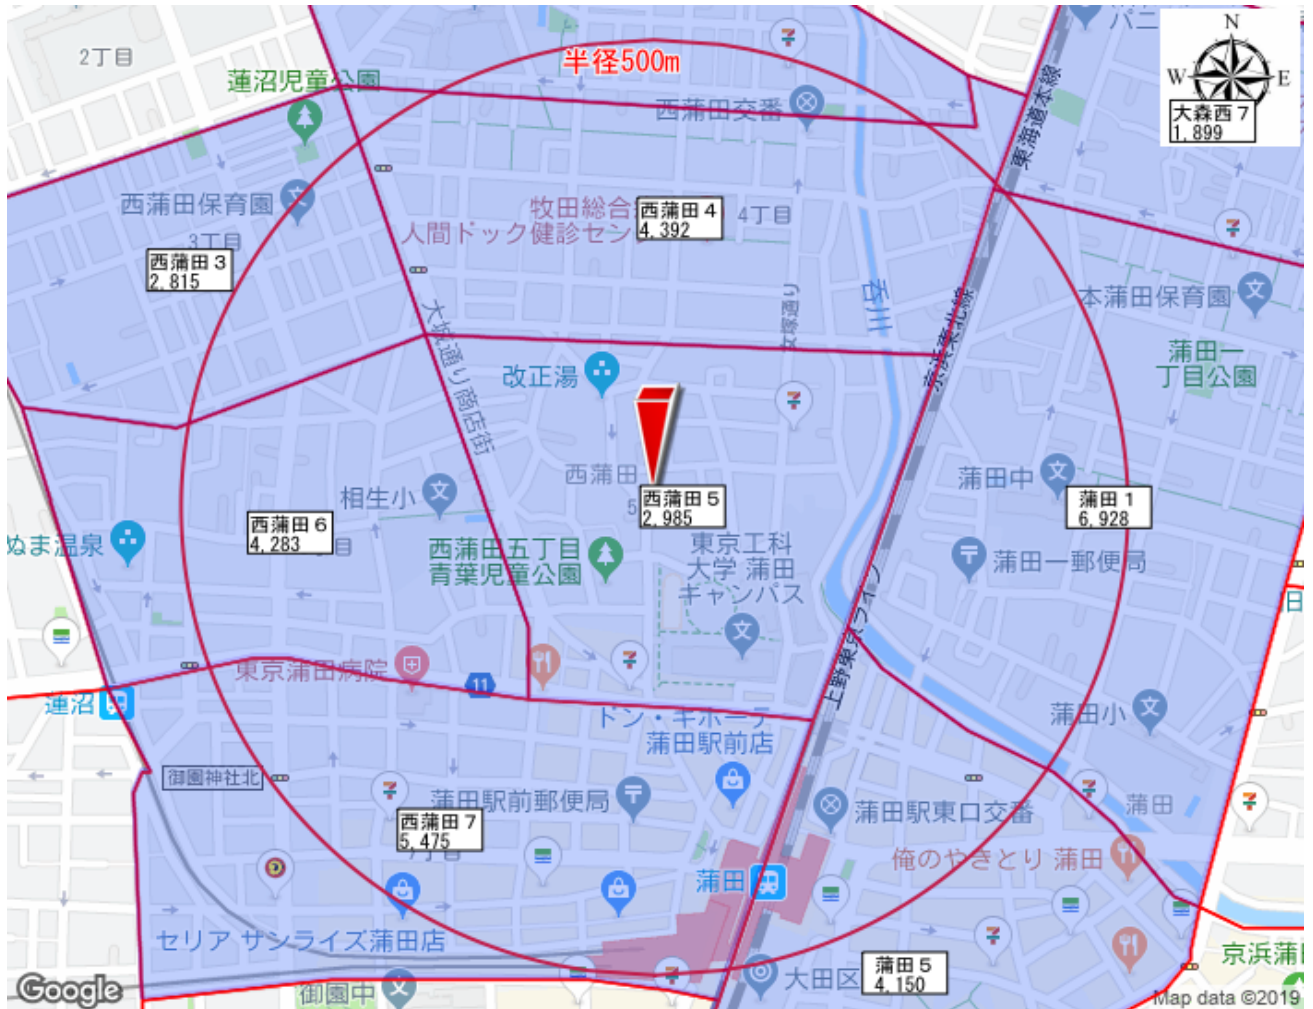 2丁目
蓮沼児童公園
半径500m
パニ
N
W
E
大森西7
1,899
西蒲田交番
東海道本線
西蒲田保育園
3丁目
西蒲田3
2,815
牧田総合
人間ドック健診セン
西蒲田4
4,392
4丁目
呑川
女塚通り
大城通り商店街
京浜東北線
本蒲田保育園
蒲田一
丁目公園
改正湯
西蒲田
5
西蒲田5
2,985
相生小
西蒲田6
4,283
目
ぬま温泉
西蒲田五丁目
青葉児童公園
東京工科
大学 蒲田
キャンパス
蒲田中
蒲田1
6,928
蒲田一郵便局
上野東京ライン
日
東京蒲田病院
11
蓮沼
ドン・キホーテ
蒲田駅前店
蒲田小
御園神社北
蒲田駅前郵便局
蒲田駅東口交番
蒲田
西蒲田7
5,475
7丁目
俺のやきとり 蒲田
蒲田
セリア サンライズ蒲田店
大田区
蒲田5
4,150
京浜蒲田
御園中
Google
Map data ©2019